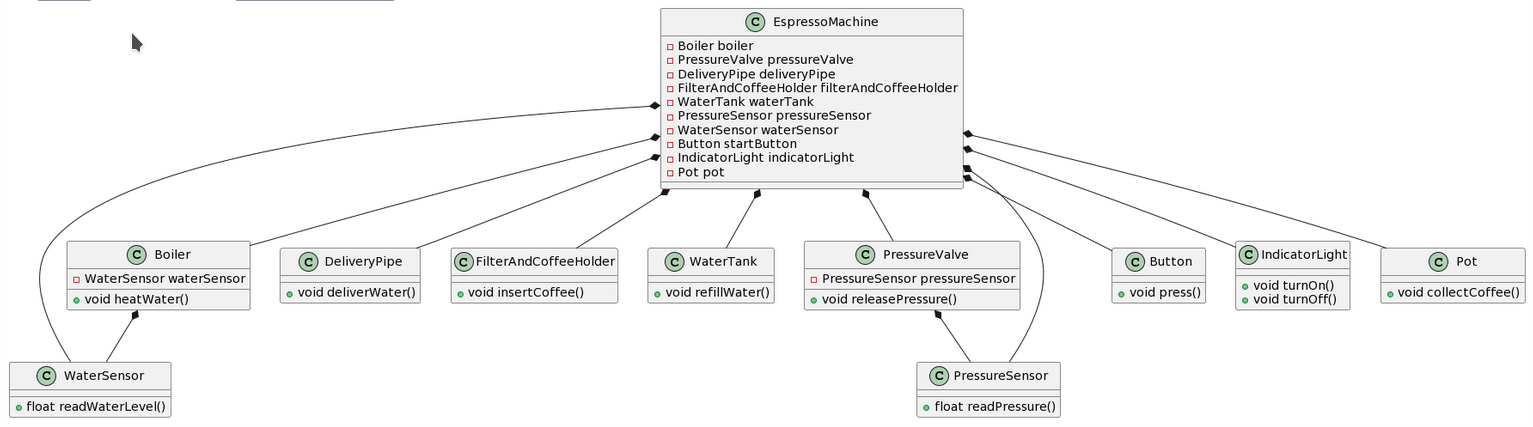 C EspressoMachine
Boiler boiler
PressureValve pressureValve
DeliveryPipe deliveryPipe
FilterAndCoffeeHolder filterAndCoffeeHolder
WaterTank waterTank
PressureSensor pressureSensor
WaterSensor waterSensor
Button startButton
IndicatorLight indicatorLight
Pot pot
C Boiler
WaterSensor waterSensor
void heatWater()
C DeliveryPipe
void deliverWater()
C FilterAndCoffeeHolder
void insertCoffee()
C WaterTank
void refillWater()
C PressureValve
PressureSensor pressureSensor
void releasePressure()
C Button
void press()
C IndicatorLight
void turnOn()
void turnOff()
C Pot
void collectCoffee()
C WaterSensor
float readWaterLevel()
C PressureSensor
float readPressure()